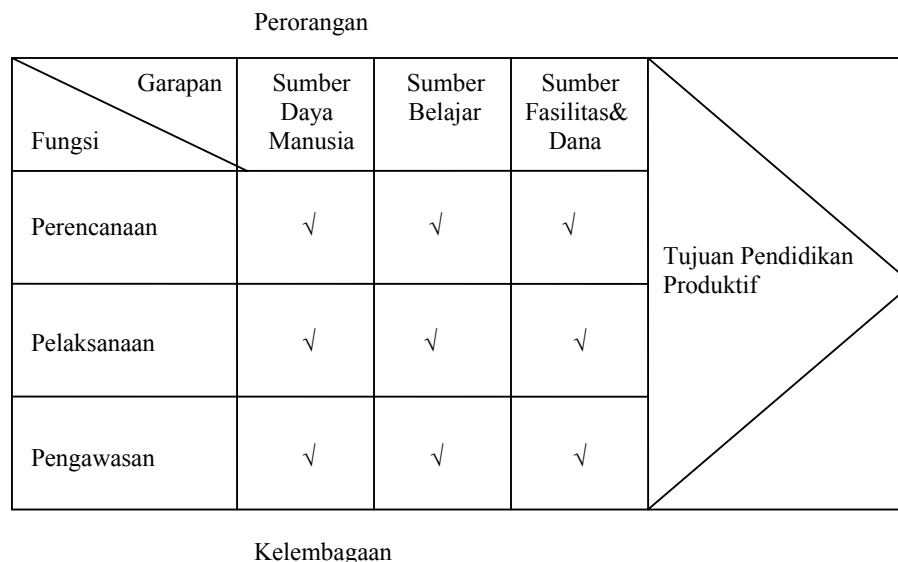 Perorangan
Garapan
Fungsi
Sumber
Daya
Manusia
Sumber
Belajar
Sumber
Fasilitas&
Dana
Perencanaan
√ √ √
Tujuan Pendidikan
Produktif
Pelaksanaan
√ √ √
Pengawasan
√ √ √
Kelembagaan